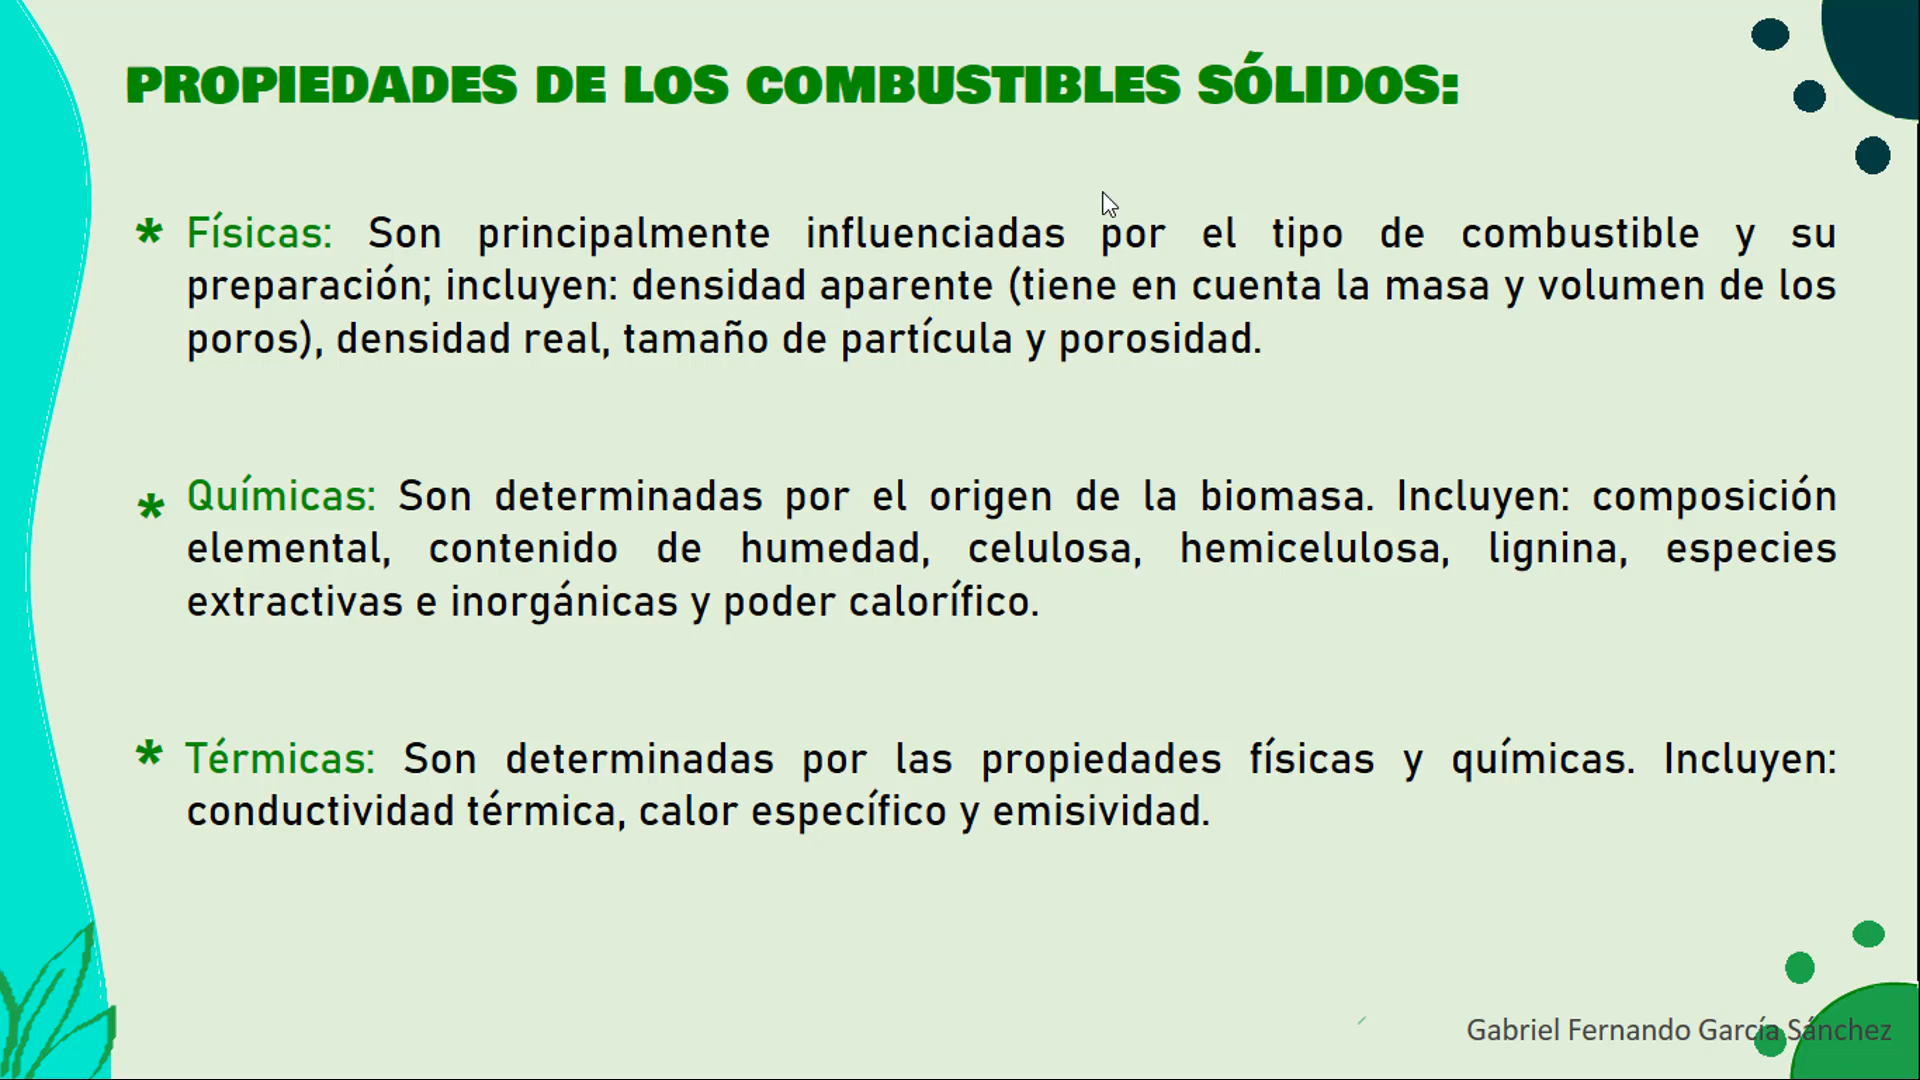 PROPIEDADES DE LOS COMBUSTIBLES SÓLIDOS:
* Físicas: Son principalmente influenciadas por el tipo de combustible y su
preparación; incluyen: densidad aparente (tiene en cuenta la masa y volumen de los
poros), densidad real, tamaño de partícula y porosidad.
* Químicas: Son determinadas por el origen de la biomasa. Incluyen: composición
elemental, contenido de humedad, celulosa, hemicelulosa, lignina, especies
extractivas e inorgánicas y poder calorífico.
* Térmicas: Son determinadas por las propiedades físicas y químicas. Incluyen:
conductividad térmica, calor específico y emisividad.
Gabriel Fernando García Sánchez